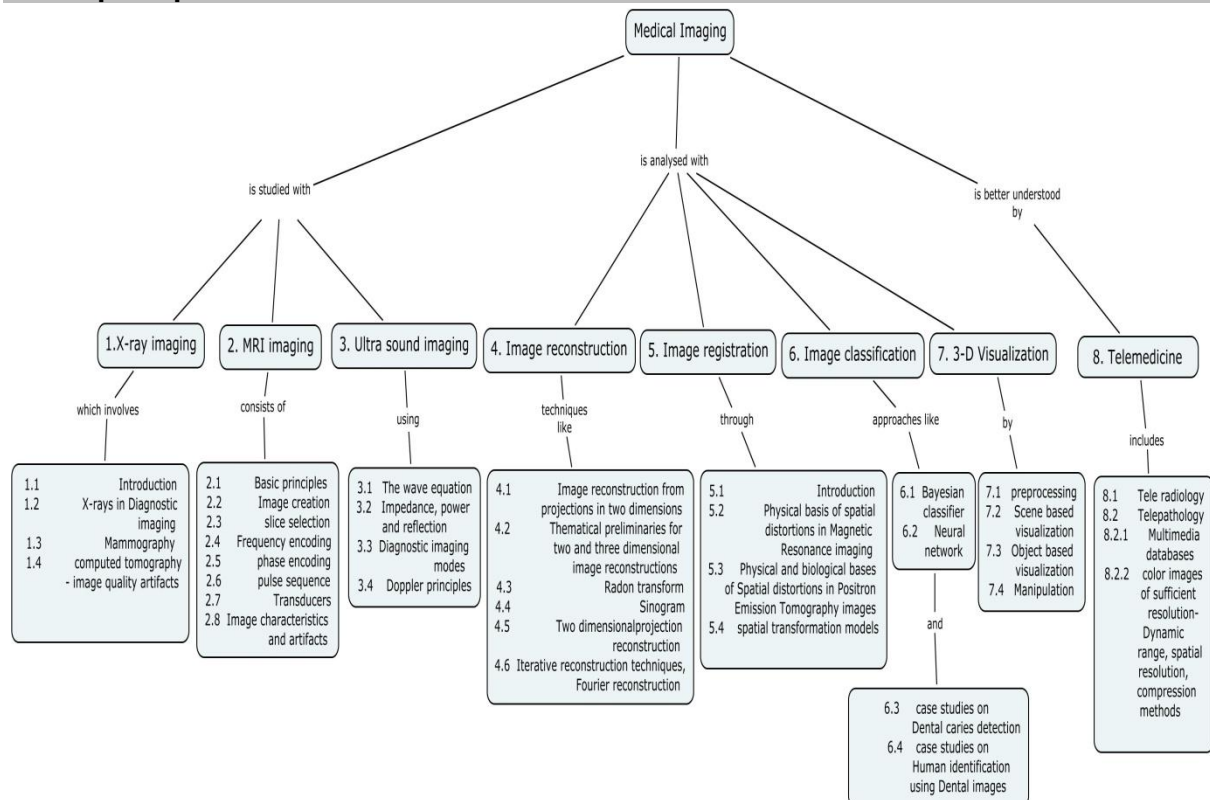 Medical Imaging
is studied with
is analysed with
is better understood
by
1.X-ray imaging
2. MRI imaging
3. Ultra sound imaging
4. Image reconstruction
5. Image registration
6. Image classification
7. 3-D Visualization
8. Telemedicine
which involves
consists of
using
techniques
like
through
approaches like
by
includes
1.1 Introduction
1.2 X-rays in Diagnostic
imaging
1.3 Mammography
1.4 computed tomography
- image quality artifacts
2.1 Basic principles
2.2 Image creation
2.3 slice selection
2.4 Frequency encoding
2.5 phase encoding
2.6 pulse sequence
2.7 Transducers
2.8 Image characteristics
and artifacts
3.1 The wave equation
3.2 Impedance, power
and reflection
3.3 Diagnostic imaging
modes
3.4 Doppler principles
4.1 Image reconstruction from
projections in two dimensions
4.2 Thematical preliminaries for
two and three dimensional
image reconstructions
4.3 Radon transform
4.4 Sinogram
4.5 Two dimensionalprojection
reconstruction
4.6 Iterative reconstruction techniques,
Fourier reconstruction
5.1 Introduction
5.2 Physical basis of spatial
distortions in Magnetic
Resonance imaging
5.3 Physical and biological bases
of Spatial distortions in Positron
Emission Tomography images
5.4 spatial transformation models
6.1 Bayesian
classifier
6.2 Neural
network
and
6.3 case studies on
Dental caries detection
6.4 case studies on
Human identification
using Dental images
7.1 preprocessing
7.2 Scene based
visualization
7.3 Object based
visualization
7.4 Manipulation
8.1 Tele radiology
8.2 Telepathology
8.2.1 Multimedia
databases
8.2.2 color images
of sufficient
resolution-
Dynamic
range, spatial
resolution,
compression
methods